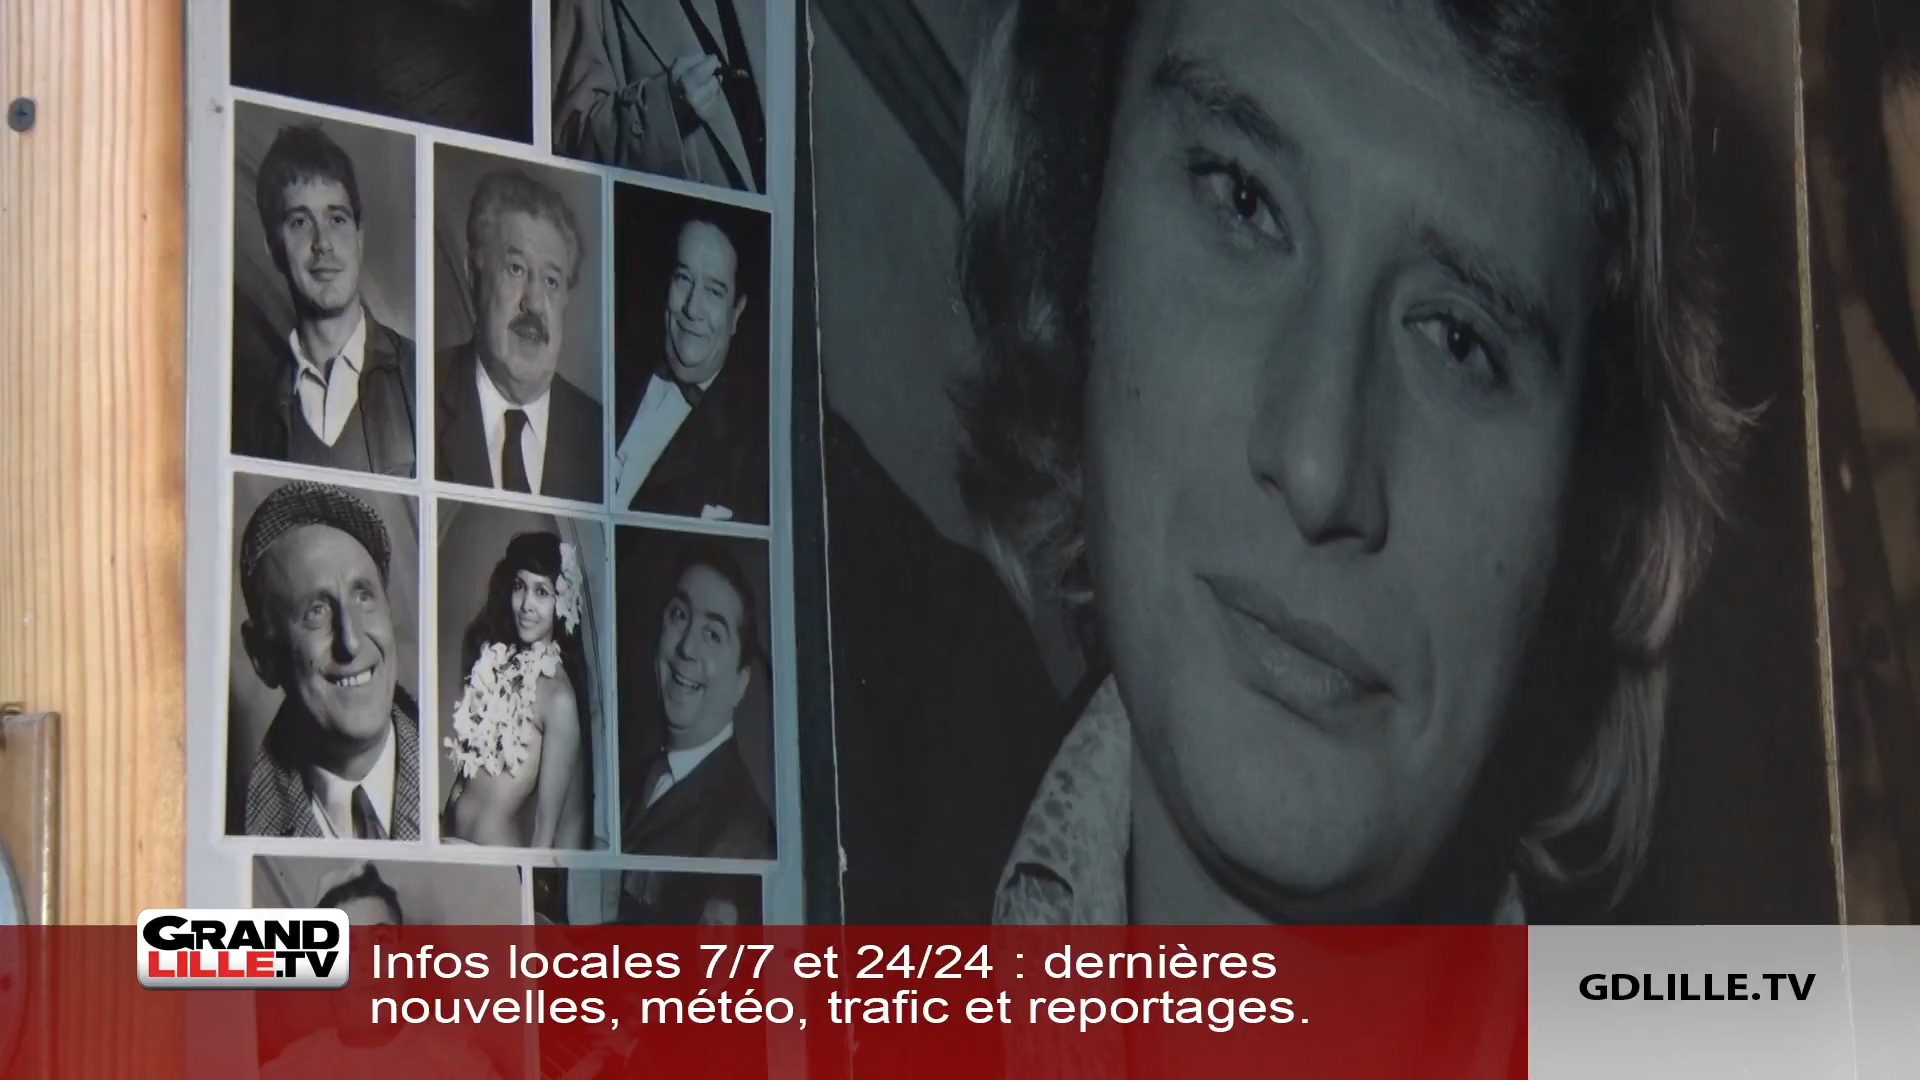 GRAND
LILLE.TV
Infos locales 7/7 et 24/24 : dernières
nouvelles, météo, trafic et reportages.
GDLILLE.TV